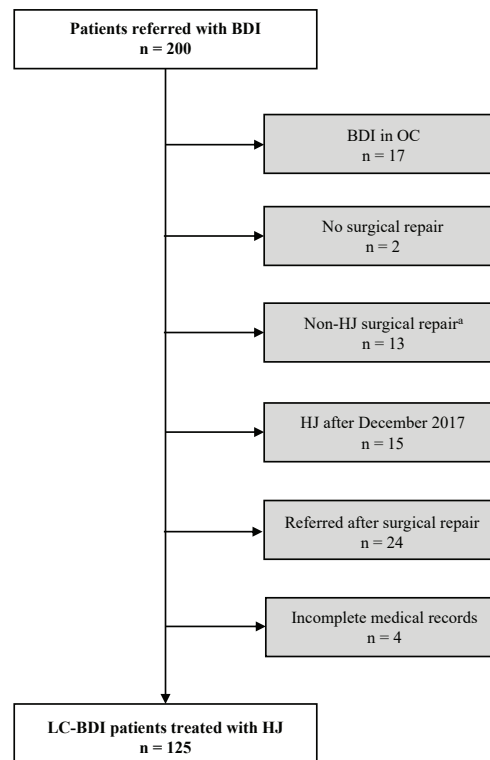 Patients referred with BDI
n = 200
BDI in OC
n = 17
No surgical repair
n = 2
Non-HJ surgical repairᵃ
n = 13
HJ after December 2017
n = 15
Referred after surgical repair
n = 24
Incomplete medical records
n = 4
LC-BDI patients treated with HJ
n = 125